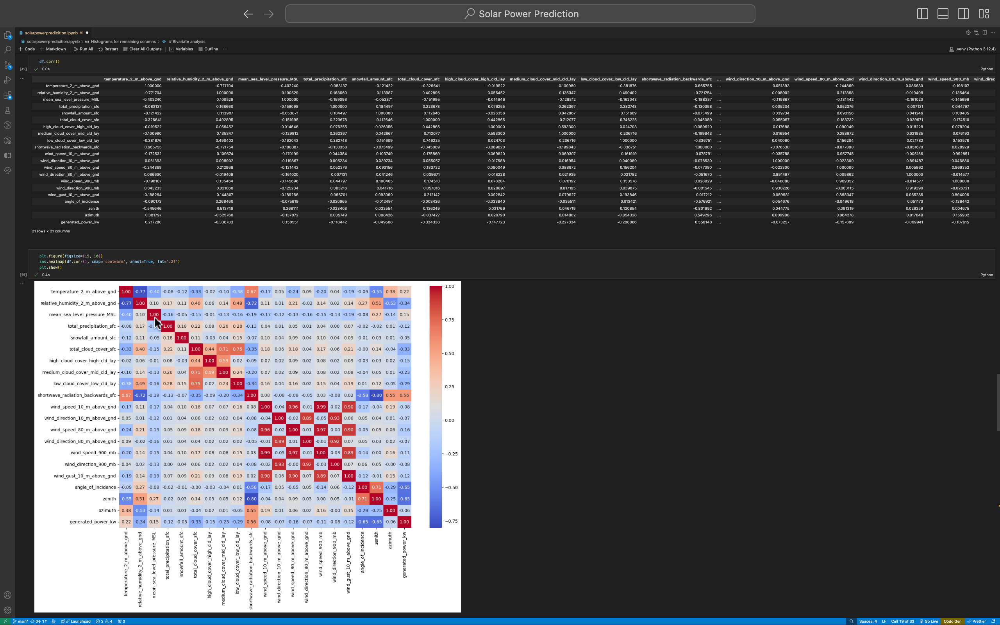 Solar Power Prediction
solarpowerpredicition.ipynb M
solarpowerpredicition.ipynb > M↓ Histograms for remaining columns > # Bivariate analysis
+ Code + Markdown | Run All Restart Clear All Outputs | Variables Outline ...
.venv (Python 3.12.4)
df.corr()
[45] 0.0s Python
temperature_2_m_above_gnd relative_humidity_2_m_above_gnd mean_sea_level_pressure_MSL total_precipitation_sfc snowfall_amount_sfc total_cloud_cover_sfc high_cloud_cover_high_cld_lay medium_cloud_cover_mid_cld_lay low_cloud_cover_low_cld_lay shortwave_radiation_backwards_sfc ... wind_direction_10_m_above_gnd wind_speed_80_m_above_gnd wind_direction_80_m_above_gnd wind_speed_900_mb wind_direc
temperature_2_m_above_gnd 1.000000 -0.771704 -0.402240 -0.083137 -0.121422 -0.326641 -0.019522 -0.100980 -0.381876 0.665755 ... 0.051393 -0.244869 0.086630 -0.198107
relative_humidity_2_m_above_gnd -0.771704 1.000000 0.100529 0.168660 0.113987 0.402895 0.056452 0.135347 0.490402 -0.721754 ... 0.008902 0.212868 -0.019408 0.135464
mean_sea_level_pressure_MSL -0.402240 0.100529 1.000000 -0.159098 -0.053871 -0.151995 -0.014646 -0.129812 -0.162043 -0.188387 ... -0.119867 -0.131442 -0.161020 -0.145696
total_precipitation_sfc -0.083137 0.168660 -0.159098 1.000000 0.184497 0.223678 0.076255 0.262367 0.282748 -0.130358 ... 0.005234 0.052376 0.007131 0.044797
snowfall_amount_sfc -0.121422 0.113987 -0.053871 0.184497 1.000000 0.112646 -0.026356 0.042867 0.151609 -0.073499 ... 0.039734 0.093156 0.041246 0.100405
total_cloud_cover_sfc -0.326641 0.402895 -0.151995 0.223678 0.112646 1.000000 0.442865 0.712077 0.746225 -0.345089 ... 0.055057 0.183732 0.039671 0.174510
high_cloud_cover_high_cld_lay -0.019522 0.056452 -0.014646 0.076255 -0.026356 0.442865 1.000000 0.593300 0.024703 -0.089620 ... 0.017688 0.090049 0.018228 0.078204
medium_cloud_cover_mid_cld_lay -0.100980 0.135347 -0.129812 0.262367 0.042867 0.712077 0.593300 1.000000 0.236716 -0.199843 ... 0.016954 0.088972 0.021935 0.076192
low_cloud_cover_low_cld_lay -0.381876 0.490402 -0.162043 0.282748 0.151609 0.746225 0.024703 0.236716 1.000000 -0.336751 ... 0.040060 0.156204 0.021782 0.153578
shortwave_radiation_backwards_sfc 0.665755 -0.721754 -0.188387 -0.130358 -0.073499 -0.345089 -0.089620 -0.199843 -0.336751 1.000000 ... -0.076530 -0.077090 -0.051670 0.028929
wind_speed_10_m_above_gnd -0.172532 0.109674 -0.170199 0.044384 0.103749 0.175869 0.069620 0.069307 0.161919 0.078791 ... -0.035788 0.957745 -0.005156 0.992851
wind_direction_10_m_above_gnd 0.051393 0.008902 -0.119867 0.005234 0.039734 0.055057 0.017688 0.016954 0.040060 -0.076530 ... 1.000000 -0.023300 0.891487 -0.046880
wind_speed_80_m_above_gnd -0.244869 0.212868 -0.131442 0.052376 0.093156 0.183732 0.090049 0.088972 0.156204 -0.077090 ... -0.023300 1.000000 0.005862 0.969352
wind_direction_80_m_above_gnd 0.086630 -0.019408 -0.161020 0.007131 0.041246 0.039671 0.018228 0.021935 0.021782 -0.051670 ... 0.891487 0.005862 1.000000 -0.014577
wind_speed_900_mb -0.198107 0.135464 -0.145696 0.044797 0.100405 0.174510 0.078204 0.076192 0.153578 0.028929 ... -0.046880 0.969352 -0.014577 1.000000
wind_direction_900_mb 0.043233 0.021068 -0.125234 0.003216 0.041716 0.057816 0.020897 0.017195 0.039875 -0.081545 ... 0.930226 -0.003115 0.919390 -0.026721
wind_gust_10_m_above_gnd -0.188264 0.144807 -0.189266 0.066701 0.093060 0.212142 0.092842 0.079627 0.193846 0.017212 ... 0.059981 0.898347 0.065285 0.894006
angle_of_incidence -0.090173 0.268460 -0.075619 -0.020965 -0.012497 -0.003426 -0.033840 -0.035511 0.013421 -0.576921 ... 0.054676 -0.049618 0.051170 -0.136442
zenith -0.545646 0.513748 0.268111 -0.023408 0.033554 0.136249 0.031766 0.046719 0.120854 -0.801892 ... 0.044775 0.091319 0.029259 0.004675
azimuth 0.381797 -0.525760 -0.137872 0.005749 0.008426 -0.037427 0.020790 0.014802 -0.054328 0.549296 ... 0.009908 0.064278 0.017849 0.155932
generated_power_kw 0.217280 -0.336783 0.150551 -0.118442 -0.049508 -0.334338 -0.147723 -0.227834 -0.288066 0.556148 ... -0.073257 -0.157899 -0.069941 -0.107615
21 rows × 21 columns
plt.figure(figsize=(15, 10))
sns.heatmap(df.corr(), cmap='coolwarm', annot=True, fmt='.2f')
plt.show()
[46] 0.4s Python
temperature_2_m_above_gnd 1.00 -0.77 -0.40 -0.08 -0.12 -0.33 -0.02 -0.10 -0.38 0.67 -0.17 0.05 -0.24 0.09 -0.20 0.04 -0.19 -0.09 -0.55 0.38 0.22
relative_humidity_2_m_above_gnd -0.77 1.00 0.10 0.17 0.11 0.40 0.06 0.14 0.49 -0.72 0.11 0.01 0.21 -0.02 0.14 0.02 0.14 0.27 0.51 -0.53 -0.34
mean_sea_level_pressure_MSL -0.40 0.10 1.00 -0.16 -0.05 -0.15 -0.01 -0.13 -0.16 -0.19 -0.17 -0.12 -0.13 -0.16 -0.15 -0.13 -0.19 -0.08 0.27 -0.14 0.15
total_precipitation_sfc -0.08 0.17 1.00 0.18 0.22 0.08 0.26 0.28 -0.13 0.04 0.01 0.05 0.01 0.04 0.00 0.07 -0.02 -0.02 0.01 -0.12
snowfall_amount_sfc -0.12 0.11 -0.05 0.18 1.00 0.11 -0.03 0.04 0.15 -0.07 0.10 0.04 0.09 0.04 0.10 0.04 0.09 -0.01 0.03 0.01 -0.05
total_cloud_cover_sfc -0.33 0.40 -0.15 0.22 0.11 1.00 0.44 0.71 0.75 -0.35 0.18 0.06 0.18 0.04 0.17 0.06 0.21 -0.00 0.14 -0.04 -0.33
high_cloud_cover_high_cld_lay -0.02 0.06 -0.01 0.08 -0.03 0.44 1.00 0.59 0.02 -0.09 0.07 0.02 0.09 0.02 0.08 0.02 0.09 -0.03 0.03 0.02 -0.15
medium_cloud_cover_mid_cld_lay -0.10 0.14 -0.13 0.26 0.04 0.71 0.59 1.00 0.24 -0.20 0.07 0.02 0.09 0.02 0.08 0.02 0.08 -0.04 0.05 0.01 -0.23
low_cloud_cover_low_cld_lay -0.38 0.49 -0.16 0.28 0.15 0.75 0.02 0.24 1.00 -0.34 0.16 0.04 0.16 0.02 0.15 0.04 0.19 0.01 0.12 -0.05 -0.29
shortwave_radiation_backwards_sfc 0.67 -0.72 -0.19 -0.13 -0.07 -0.35 -0.09 -0.20 -0.34 1.00 0.08 -0.08 -0.08 -0.05 0.03 -0.08 0.02 -0.58 -0.80 0.55 0.56
wind_speed_10_m_above_gnd -0.17 0.11 -0.17 0.04 0.10 0.18 0.07 0.07 0.16 0.08 1.00 -0.04 0.96 -0.01 0.99 -0.02 0.90 -0.17 -0.04 0.19 -0.08
wind_direction_10_m_above_gnd 0.05 0.01 -0.12 0.01 0.04 0.06 0.02 0.02 0.04 -0.08 -0.04 1.00 -0.02 0.89 -0.05 0.93 0.06 0.05 0.04 0.01 -0.07
wind_speed_80_m_above_gnd -0.24 0.21 -0.13 0.05 0.09 0.18 0.09 0.09 0.16 -0.08 0.96 -0.02 1.00 0.01 0.97 -0.00 0.90 -0.05 0.09 0.06 -0.16
wind_direction_80_m_above_gnd 0.09 -0.02 -0.16 0.01 0.04 0.04 0.02 0.02 0.02 -0.05 -0.01 0.89 0.01 1.00 -0.01 0.92 0.07 0.05 0.03 0.02 -0.07
wind_speed_900_mb -0.20 0.14 -0.15 0.04 0.10 0.17 0.08 0.08 0.15 0.03 0.99 -0.05 0.97 -0.01 1.00 -0.03 0.89 -0.14 0.00 0.16 -0.11
wind_direction_900_mb 0.04 0.02 -0.13 0.00 0.04 0.06 0.02 0.02 0.04 -0.08 -0.02 0.93 -0.00 0.92 -0.03 1.00 0.07 0.06 0.05 -0.00 -0.08
wind_gust_10_m_above_gnd -0.19 0.14 -0.19 0.07 0.09 0.21 0.09 0.08 0.19 0.02 0.90 0.06 0.90 0.07 0.89 0.07 1.00 -0.12 -0.01 0.15 -0.12
angle_of_incidence -0.09 0.27 -0.08 -0.02 -0.01 -0.00 -0.03 -0.04 0.01 -0.58 -0.17 0.05 -0.05 0.05 -0.14 0.06 -0.12 1.00 0.71 -0.29 -0.65
zenith -0.55 0.51 0.27 -0.02 0.03 0.14 0.03 0.05 0.12 -0.80 -0.04 0.04 0.09 0.03 0.00 0.05 -0.01 0.71 1.00 -0.25 -0.65
azimuth 0.38 -0.53 -0.14 0.01 0.01 -0.04 0.02 0.01 -0.05 0.55 0.19 0.01 0.06 0.02 0.16 -0.00 0.15 -0.29 -0.25 1.00 -0.06
generated_power_kw 0.22 -0.34 0.15 -0.12 -0.05 -0.33 -0.15 -0.23 -0.29 0.56 -0.08 -0.07 -0.16 -0.07 -0.11 -0.08 -0.12 -0.65 -0.65 -0.06 1.00
temperature_2_m_above_gnd
relative_humidity_2_m_above_gnd
mean_sea_level_pressure_MSL
total_precipitation_sfc
snowfall_amount_sfc
total_cloud_cover_sfc
high_cloud_cover_high_cld_lay
medium_cloud_cover_mid_cld_lay
low_cloud_cover_low_cld_lay
shortwave_radiation_backwards_sfc
wind_speed_10_m_above_gnd
wind_direction_10_m_above_gnd
wind_speed_80_m_above_gnd
wind_direction_80_m_above_gnd
wind_speed_900_mb
wind_direction_900_mb
wind_gust_10_m_above_gnd
angle_of_incidence
zenith
azimuth
generated_power_kw
1.00
0.75
0.50
0.25
0.00
−0.25
−0.50
−0.75
1
1
6
main* 0↓ 1↑ Launchpad 2 4 0
Spaces: 4 LF Cell 19 of 33 Go Live Qodo Gen Prettier